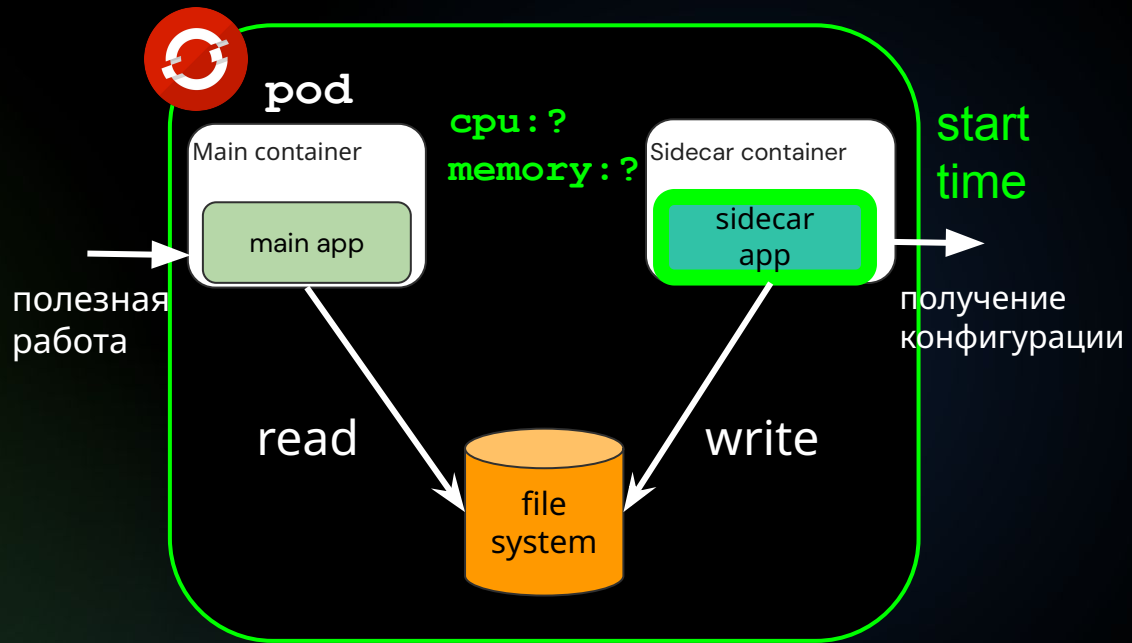 pod
cpu:?
memory:?
start
time
Main container
Sidecar container
main app
sidecar
app
полезная
работа
получение
конфигурации
read
write
file
system